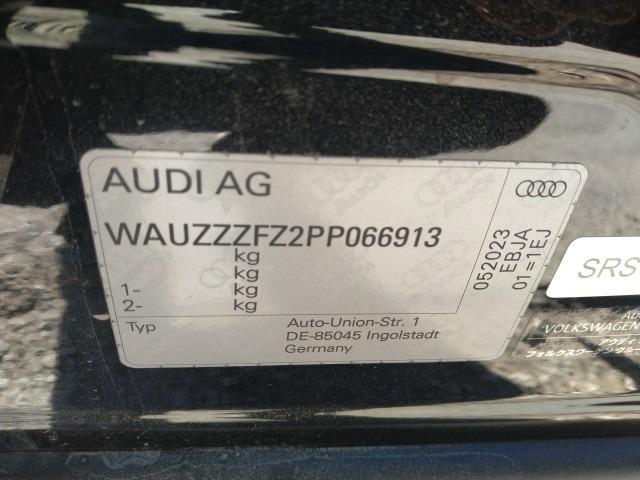 AUDI AG
WAUZZZFZ2PP066913
kg
kg
1- kg
2- kg
Typ
Auto-Union-Str. 1
DE-85045 Ingolstadt
Germany
052023
EBJA
01=1EJ
SRS
VOLKSWAGEN